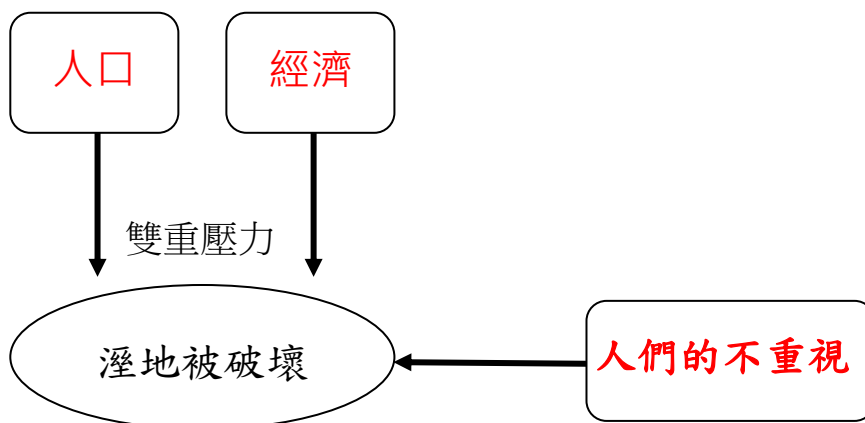 人口
經濟
雙重壓力
溼地被破壞
人們的不重視